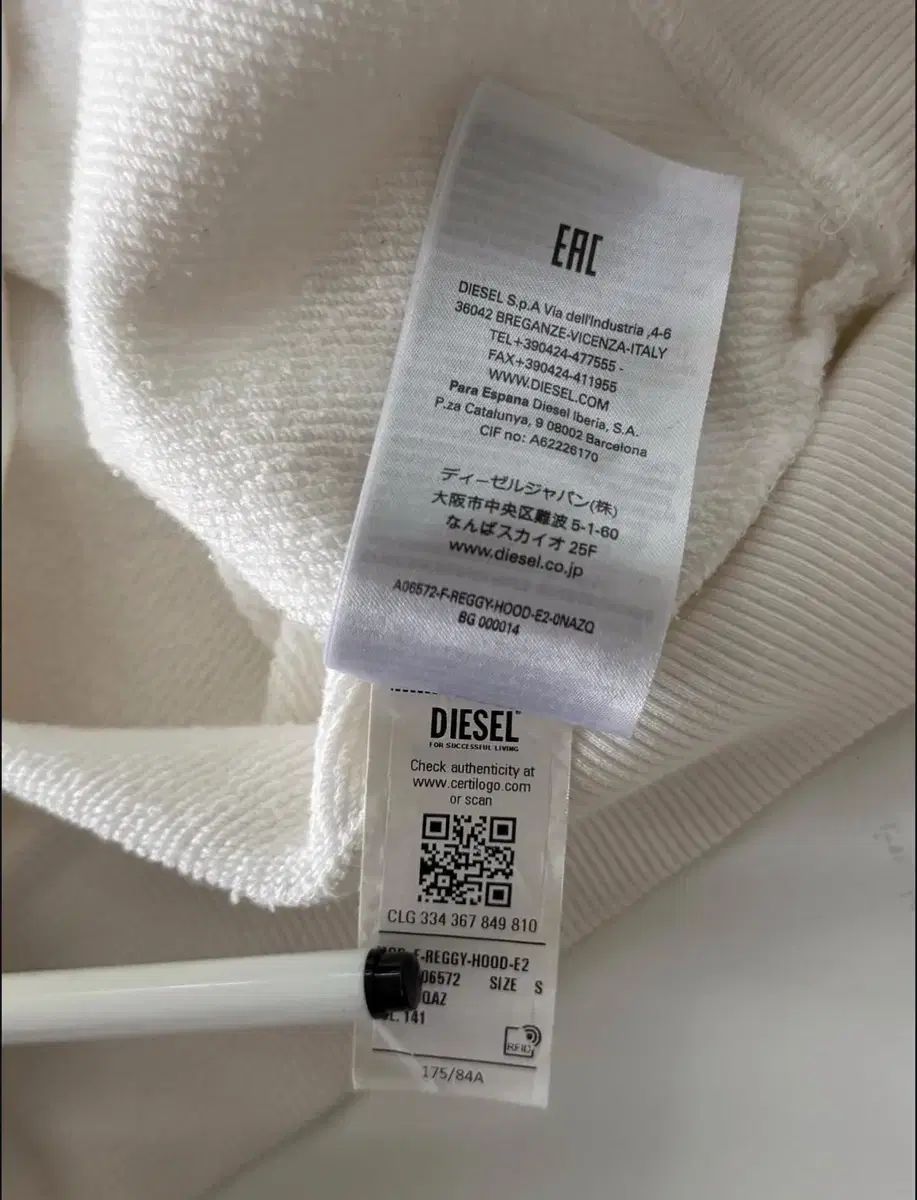 EAC
DIESEL S.p.A Via dell'Industria ,4-6
36042 BREGANZE-VICENZA-ITALY
TEL+390424-477555 -
FAX+390424-411955
WWW.DIESEL.COM
Para Espana Diesel Iberia, S.A.
P.za Catalunya, 9 08002 Barcelona
CIF no: A62226170
ディーゼルジャパン(株)
大阪市中央区難波 5-1-60
なんばスカイオ 25F
www.diesel.co.jp
A06572-F-REGGY-HOOD-E2-0NAZQ
BG 000014
DIESEL
FOR SUCCESSFUL LIVING
Check authenticity at
www.certilogo.com
or scan
CLG 334 367 849 810
F-REGGY-HOOD-E2
06572 SIZE S
QAZ
141
RFID
175/84A